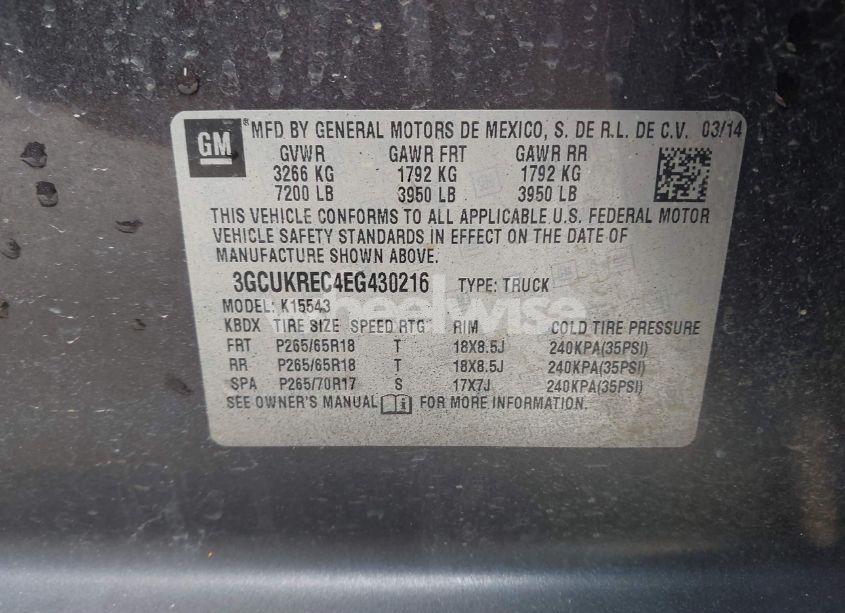 GM ® MFD BY GENERAL MOTORS DE MEXICO, S. DE R.L. DE C.V. 03/14
GVWR GAWR FRT GAWR RR
3266 KG 1792 KG 1792 KG
7200 LB 3950 LB 3950 LB
THIS VEHICLE CONFORMS TO ALL APPLICABLE U.S. FEDERAL MOTOR
VEHICLE SAFETY STANDARDS IN EFFECT ON THE DATE OF
MANUFACTURE SHOWN ABOVE.
3GCUKREC4EG430216 TYPE: TRUCK
MODEL: K15543
wheelwise
KBDX TIRE SIZE SPEED RTG RIM COLD TIRE PRESSURE
FRT P265/65R18 T 18X8.5J 240KPA(35PSI)
RR P265/65R18 T 18X8.5J 240KPA(35PSI)
SPA P265/70R17 S 17X7J 240KPA(35PSI)
SEE OWNER'S MANUAL FOR MORE INFORMATION.